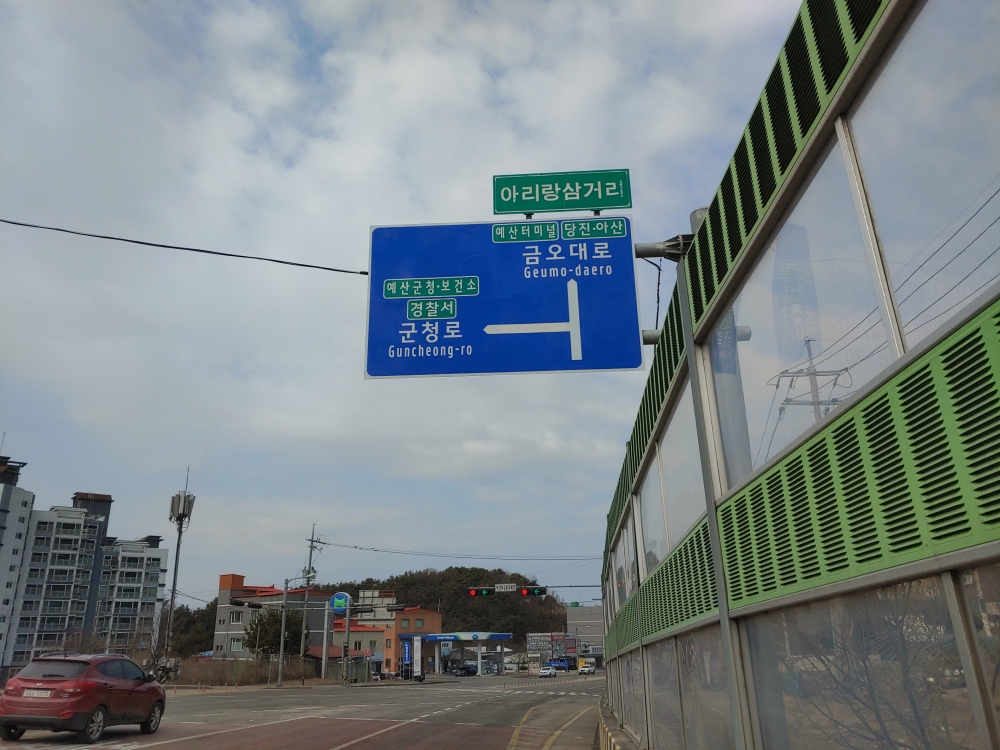 아리랑삼거리
예산터미널 당진·아산
금오대로
Geumo-daero
예산군청·보건소
경찰서
군청로
Guncheong-ro